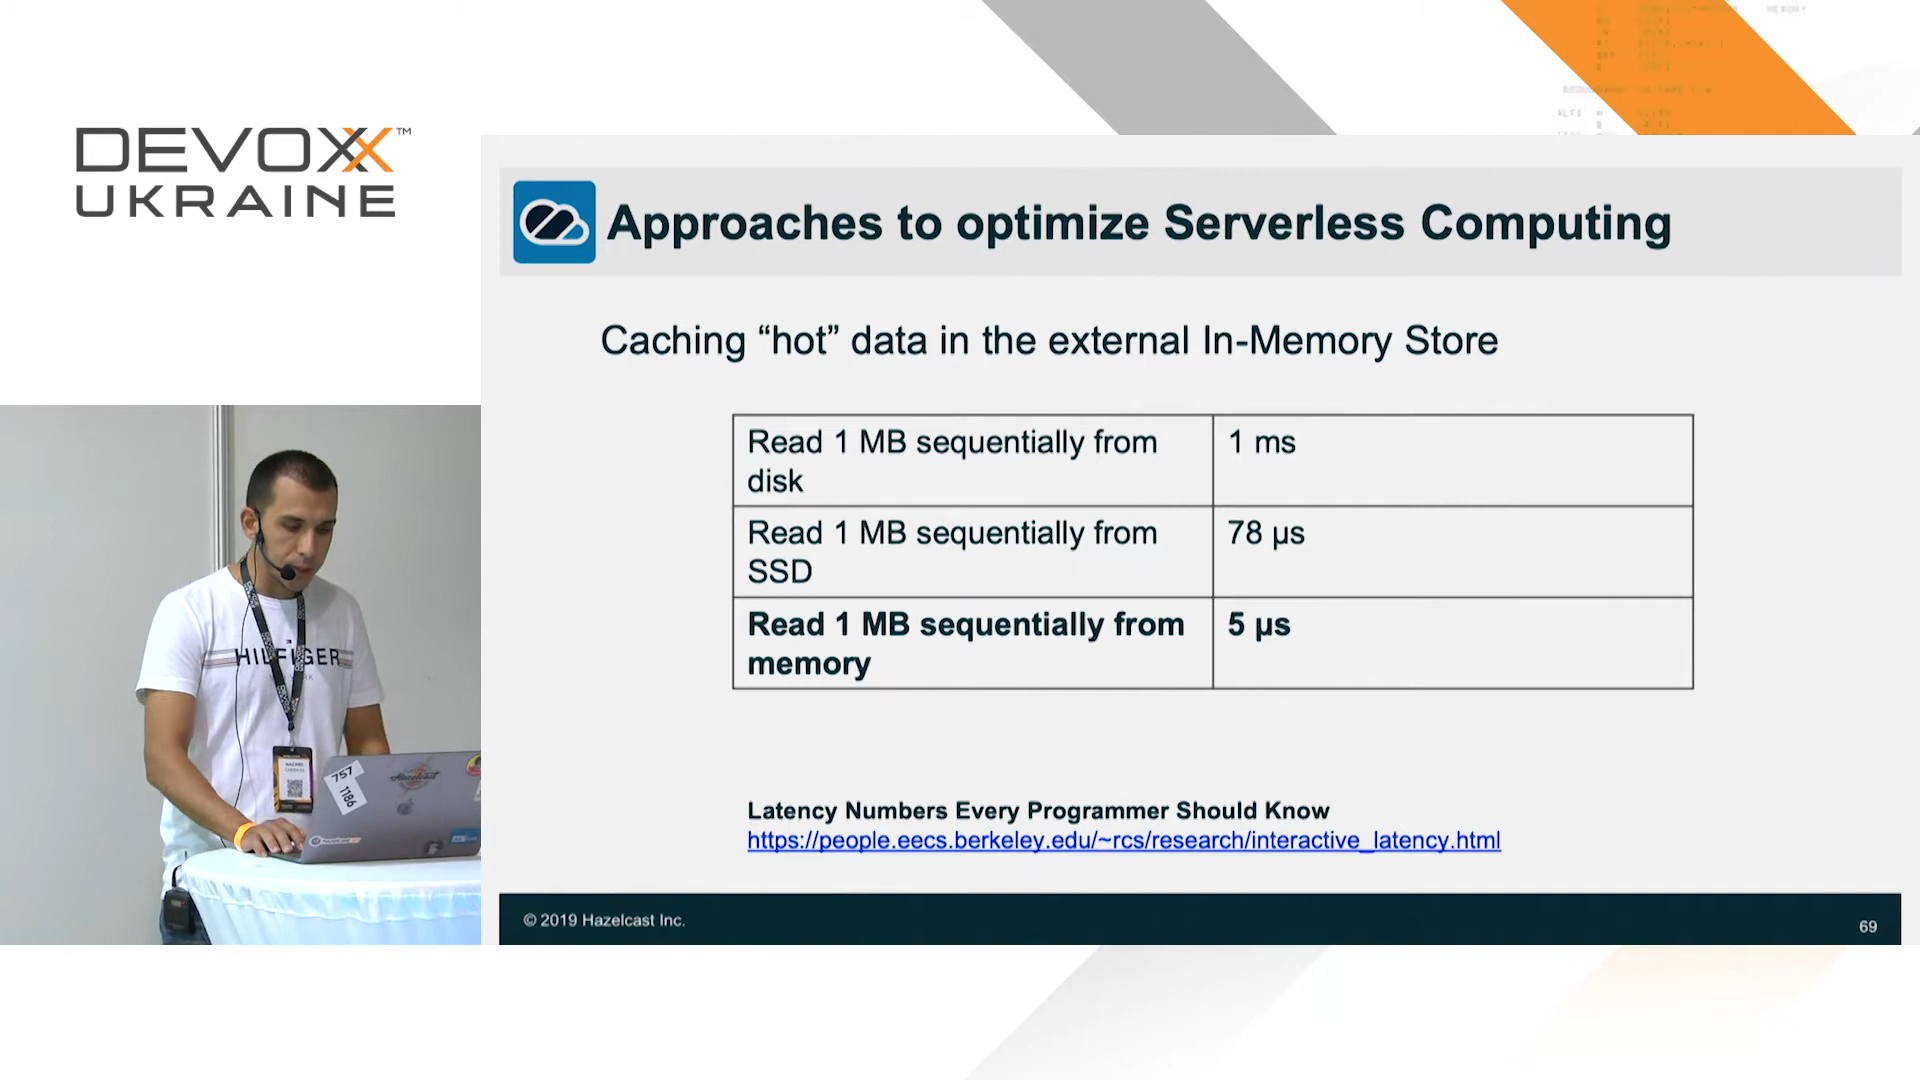 DEVOXX™
UKRAINE
Approaches to optimize Serverless Computing
Caching “hot” data in the external In-Memory Store
Read 1 MB sequentially from
disk
1 ms
Read 1 MB sequentially from
SSD
78 µs
Read 1 MB sequentially from
memory
5 µs
Latency Numbers Every Programmer Should Know
https://people.eecs.berkeley.edu/~rcs/research/interactive_latency.html
© 2019 Hazelcast Inc.
69
HILFIGER
757
1186
Hazelcast